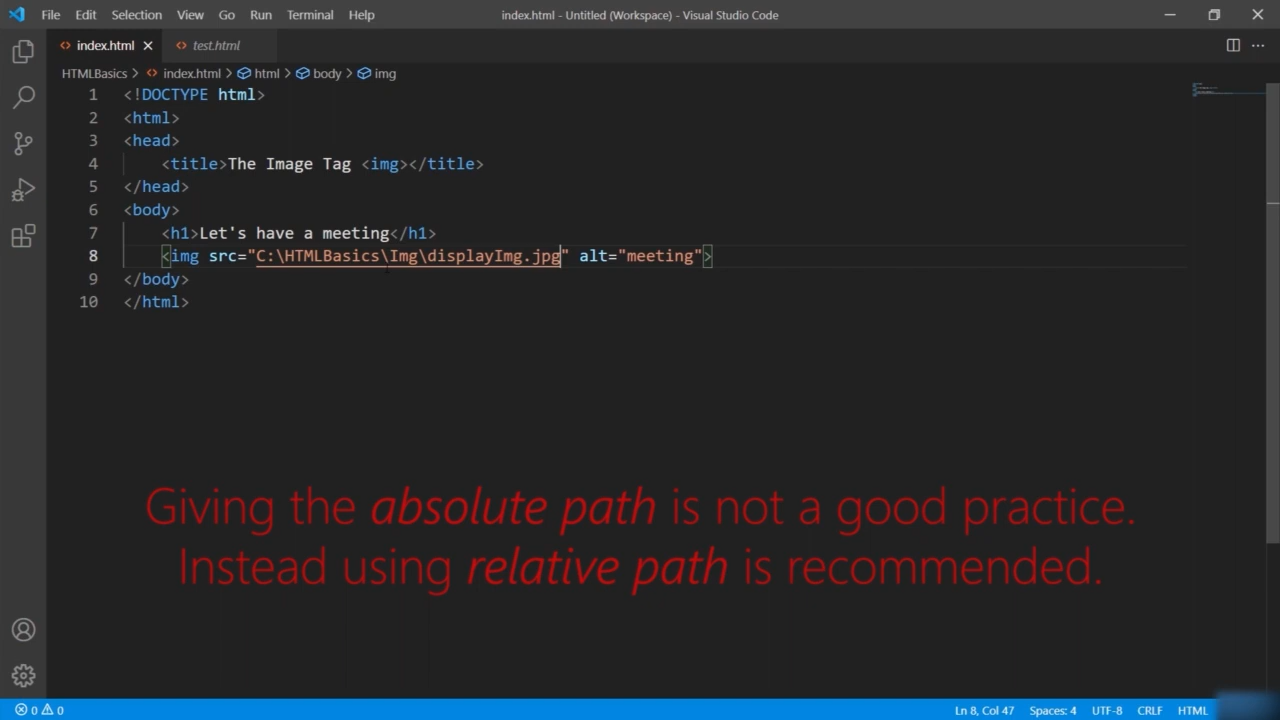 File Edit Selection View Go Run Terminal Help index.html - Untitled (Workspace) - Visual Studio Code
index.html test.html
HTMLBasics > index.html > html > body > img
1 <!DOCTYPE html>
2 <html>
3 <head>
4     <title>The Image Tag <img></title>
5 </head>
6 <body>
7     <h1>Let's have a meeting</h1>
8     <img src="C:\HTMLBasics\Img\displayImg.jpg" alt="meeting">
9 </body>
10 </html>
Giving the absolute path is not a good practice.
Instead using relative path is recommended.
0 0 Ln 8, Col 47 Spaces: 4 UTF-8 CRLF HTML